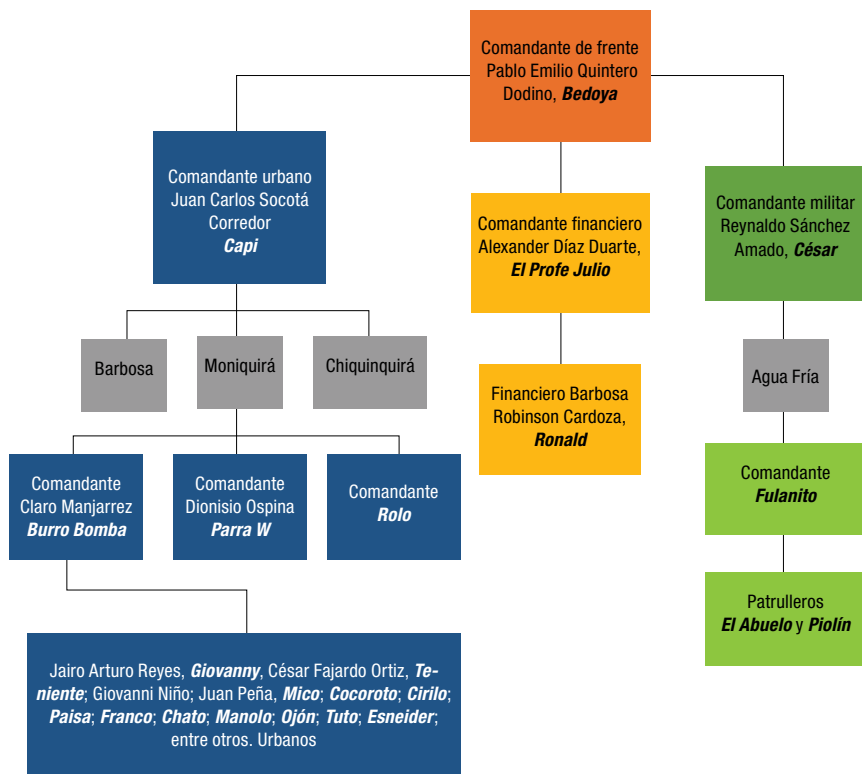 Comandante de frente
Pablo Emilio Quintero
Dodino, Bedoya
Comandante urbano
Juan Carlos Socotá
Corredor
Capi
Comandante financiero
Alexander Díaz Duarte,
El Profe Julio
Comandante militar
Reynaldo Sánchez
Amado, César
Barbosa
Moniquirá
Chiquinquirá
Financiero Barbosa
Robinson Cardoza,
Ronald
Agua Fría
Comandante
Claro Manjarrez
Burro Bomba
Comandante
Dionisio Ospina
Parra W
Comandante
Rolo
Comandante
Fulanito
Patrulleros
El Abuelo y Piolín
Jairo Arturo Reyes, Giovanny, César Fajardo Ortiz, Te-
niente; Giovanni Niño; Juan Peña, Mico; Cocoroto; Cirilo;
Paisa; Franco; Chato; Manolo; Ojón; Tuto; Esneider;
entre otros. Urbanos